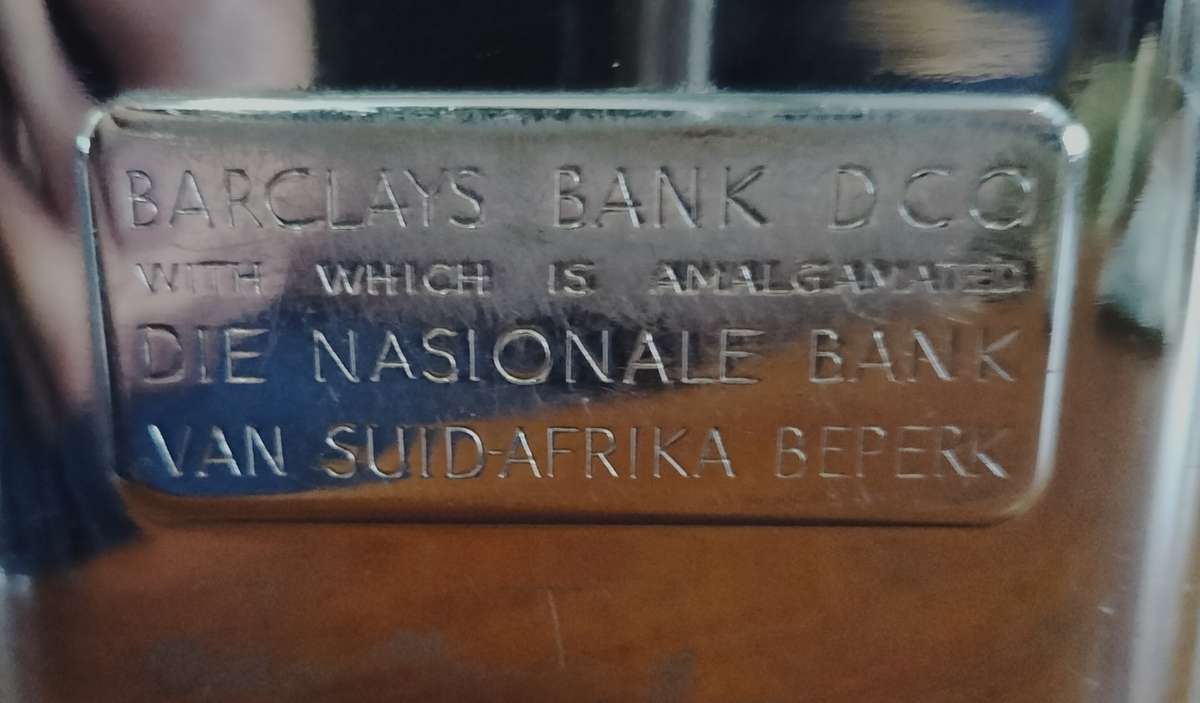 BARCLAYS BANK DCO
WITH WHICH IS AMALGAMATED
DIE NASIONALE BANK
VAN SUID-AFRIKA BEPERK